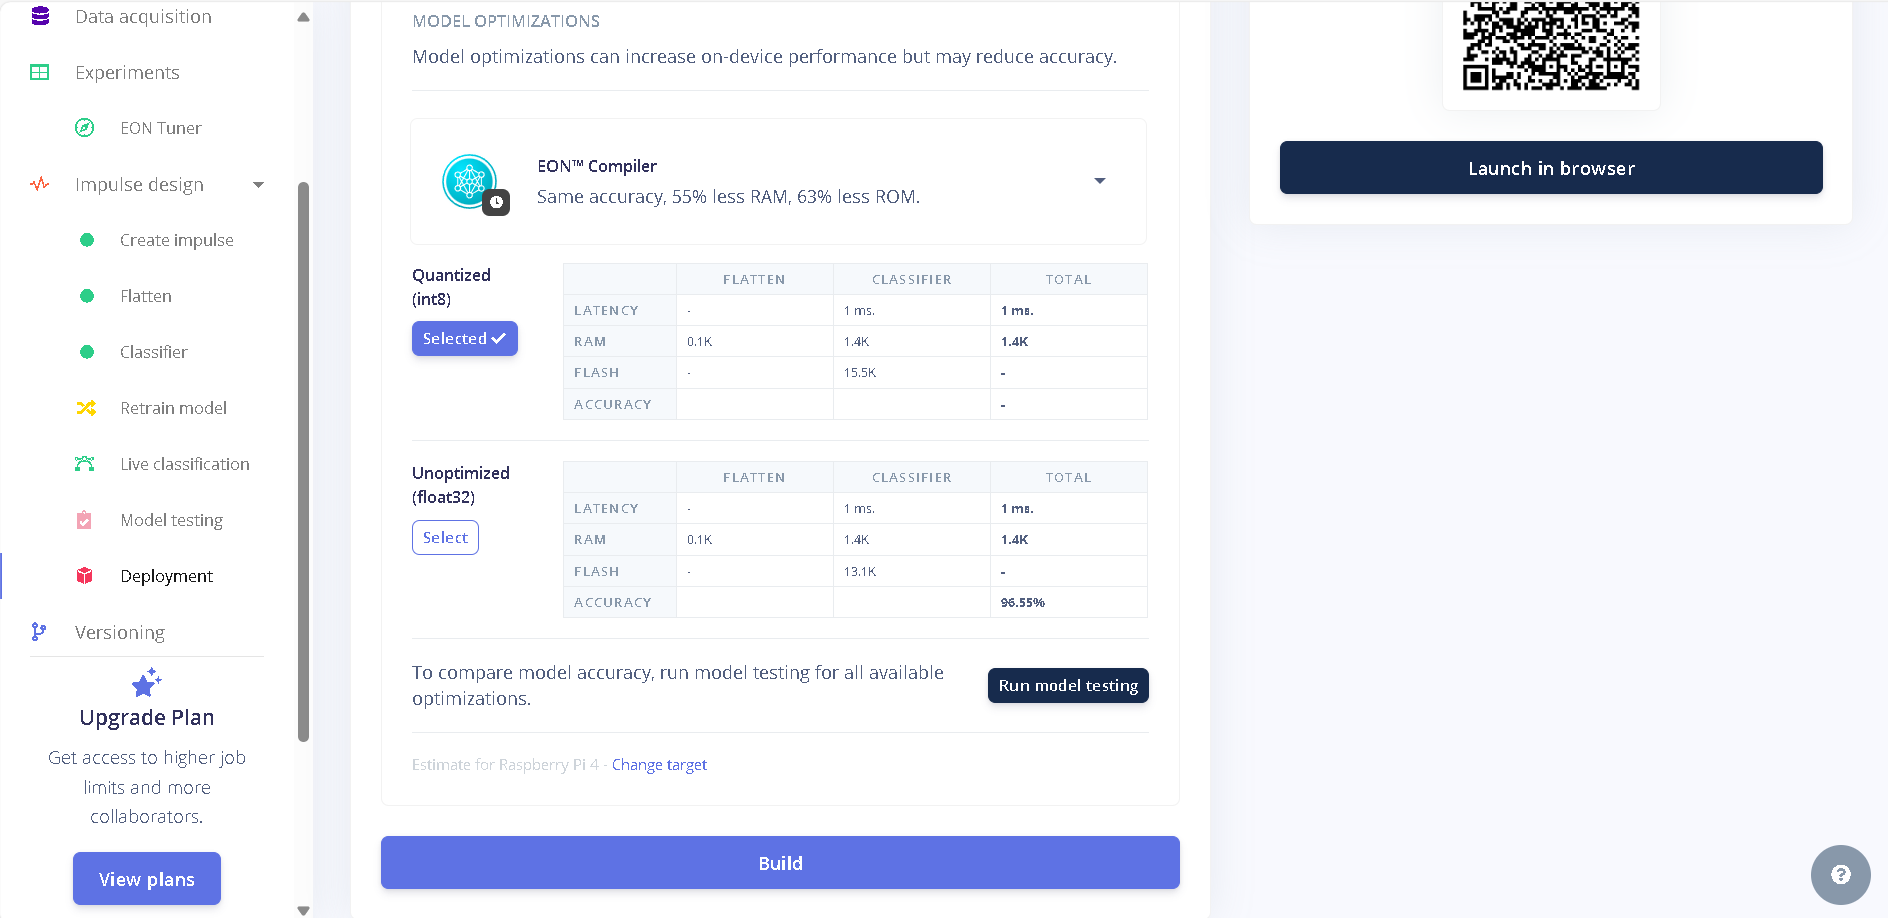 Data acquisition
Experiments
EON Tuner
Impulse design
Create impulse
Flatten
Classifier
Retrain model
Live classification
Model testing
Deployment
Versioning
Upgrade Plan
Get access to higher job
limits and more
collaborators.
View plans
MODEL OPTIMIZATIONS
Model optimizations can increase on-device performance but may reduce accuracy.
EON™ Compiler
Same accuracy, 55% less RAM, 63% less ROM.
Quantized
(int8)
Selected
FLATTEN CLASSIFIER TOTAL
LATENCY - 1 ms. 1 ms.
RAM 0.1K 1.4K 1.4K
FLASH - 15.5K -
ACCURACY -
Unoptimized
(float32)
Select
FLATTEN CLASSIFIER TOTAL
LATENCY - 1 ms. 1 ms.
RAM 0.1K 1.4K 1.4K
FLASH - 13.1K -
ACCURACY 96.55%
To compare model accuracy, run model testing for all available
optimizations.
Run model testing
Estimate for Raspberry Pi 4 - Change target
Build
Launch in browser
?